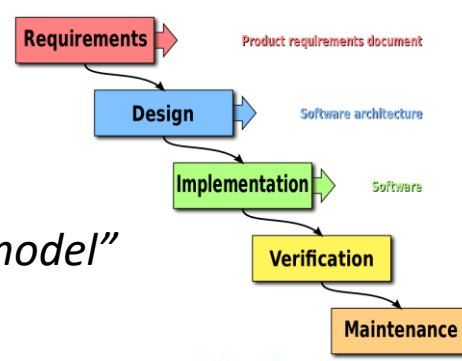 Requirements
Product requirements document
Design
Software architecture
Implementation
Software
model”
Verification
Maintenance